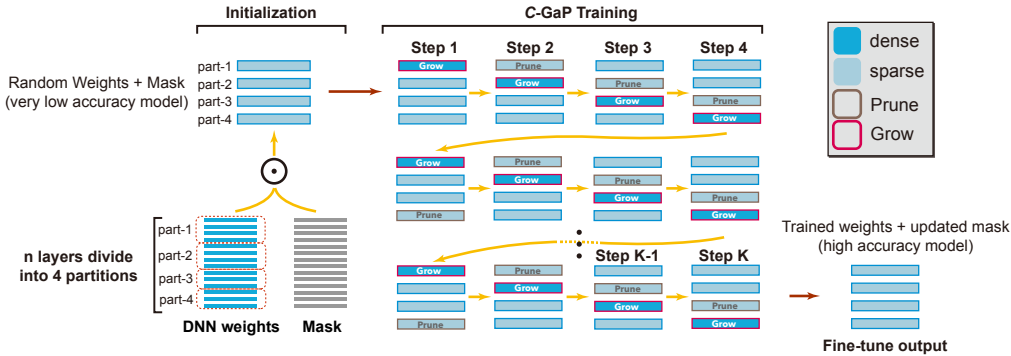 Initialization
C-GaP Training
Step 1
Step 2
Step 3
Step 4
Random Weights + Mask
(very low accuracy model)
part-1
part-2
part-3
part-4
Grow
Prune
Grow
Prune
Grow
Prune
Grow
dense
sparse
Prune
Grow
Grow
Prune
Prune
Grow
Prune
Grow
Prune
Grow
n layers divide
into 4 partitions
part-1
part-2
part-3
part-4
DNN weights
Mask
Step K-1
Step K
Grow
Prune
Prune
Grow
Prune
Grow
Prune
Grow
Trained weights + updated mask
(high accuracy model)
Fine-tune output